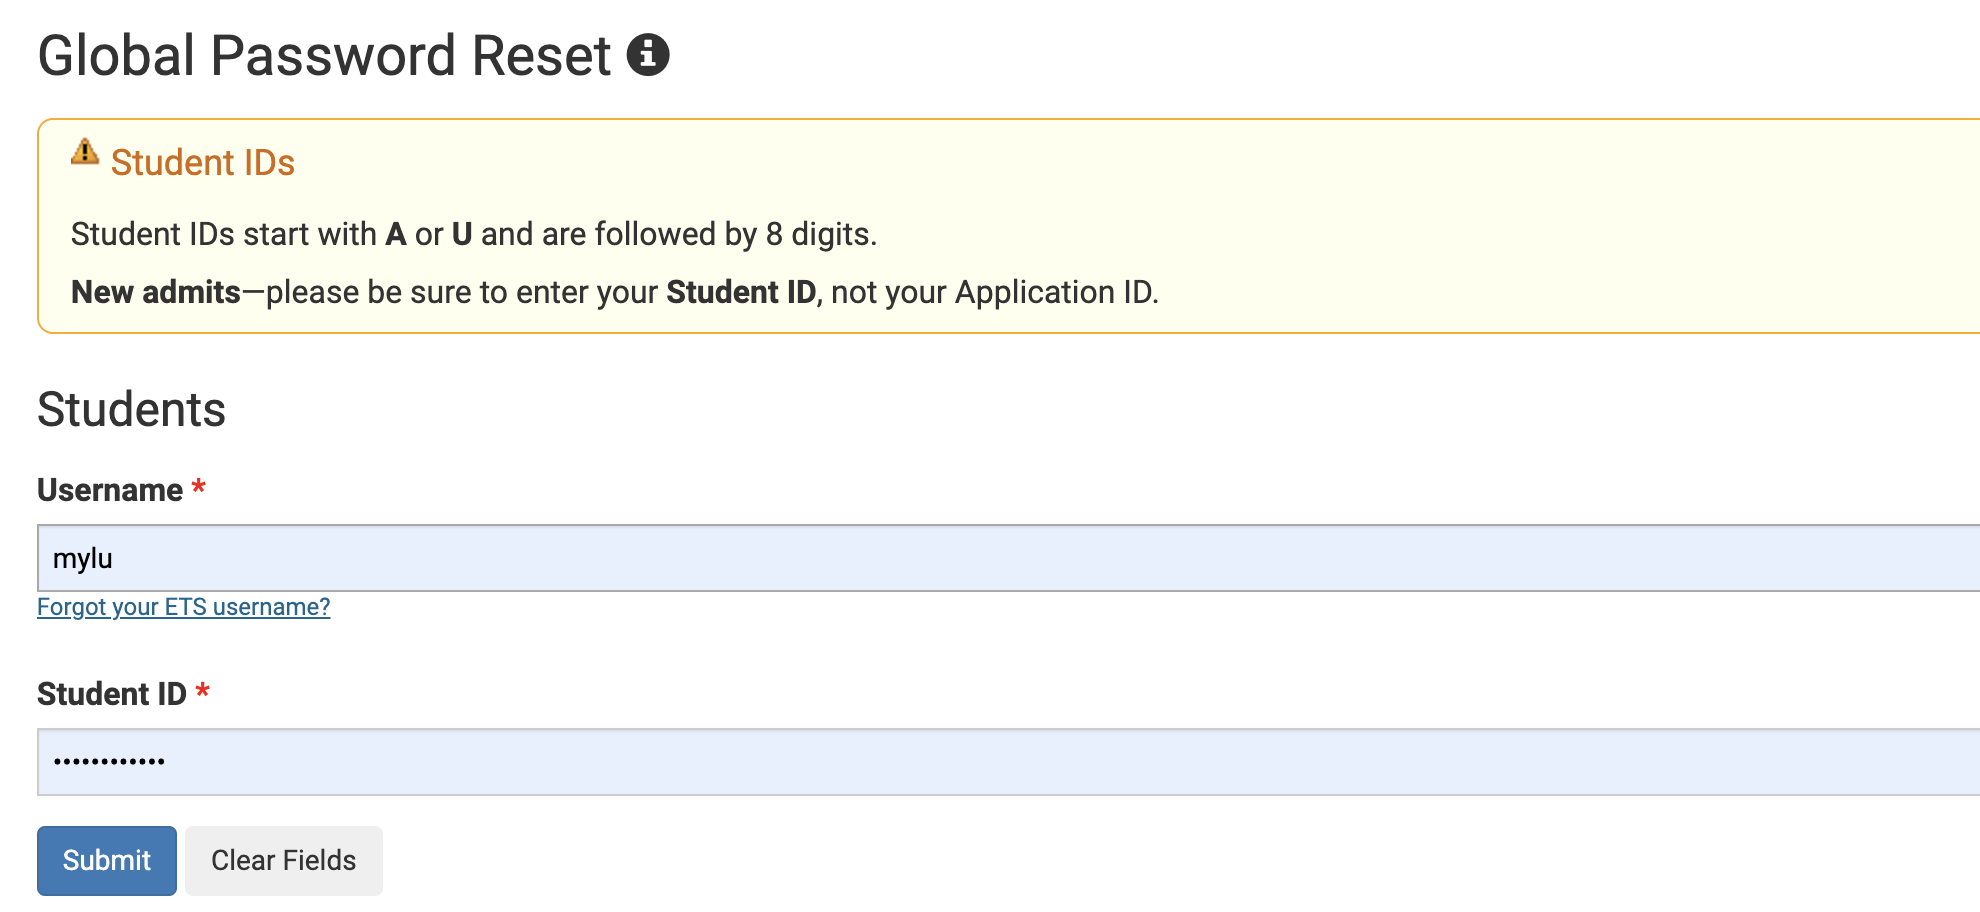 Global Password Reset
Student IDs
Student IDs start with A or U and are followed by 8 digits.
New admits—please be sure to enter your Student ID, not your Application ID.
Students
Username *
mylu
Forgot your ETS username?
Student ID *
••••••••••••
Submit Clear Fields